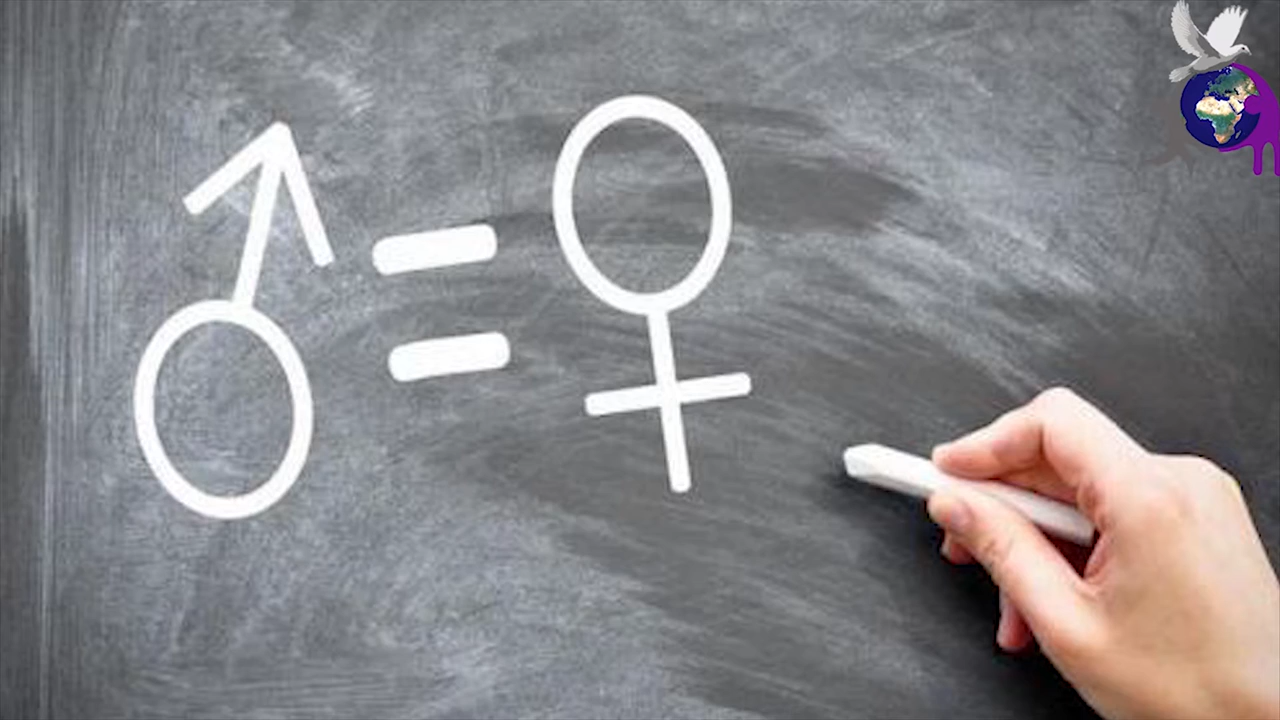 ♂ = ♀